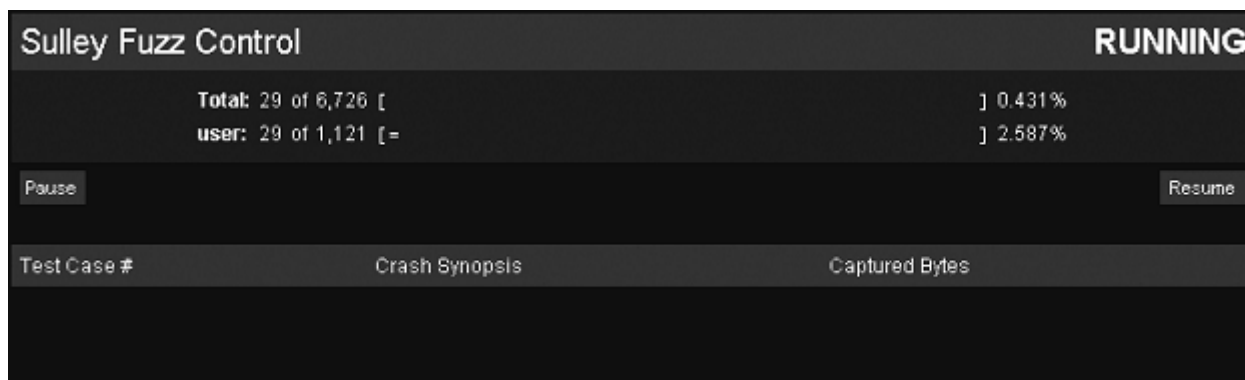 Sulley Fuzz Control RUNNING
Total: 29 of 6,726 [ ] 0.431%
user: 29 of 1,121 [= ] 2.587%
Pause Resume
Test Case # Crash Synopsis Captured Bytes